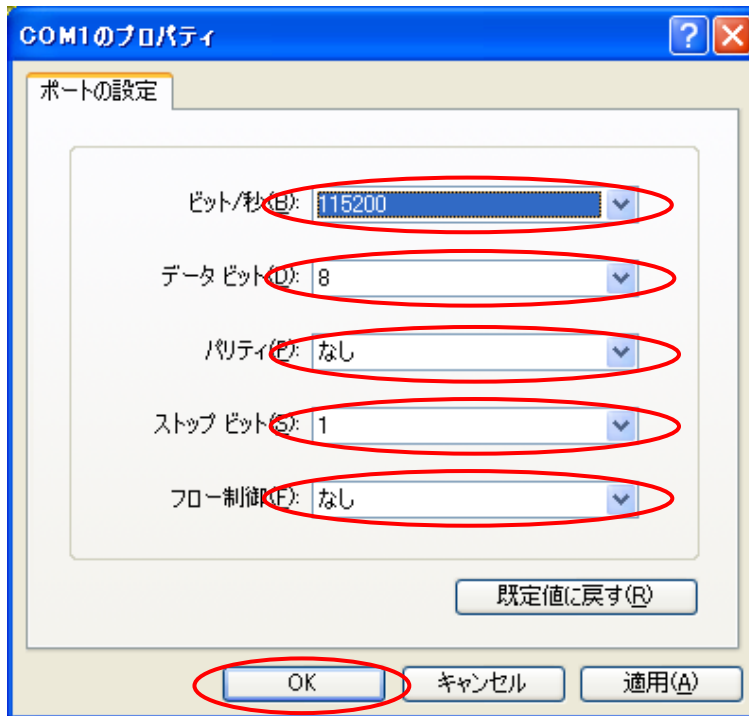 COM1のプロパティ
ポートの設定
ビット/秒(B): 115200
データ ビット(D): 8
パリティ(P): なし
ストップ ビット(S): 1
フロー制御(F): なし
既定値に戻す(R)
OK キャンセル 適用(A)